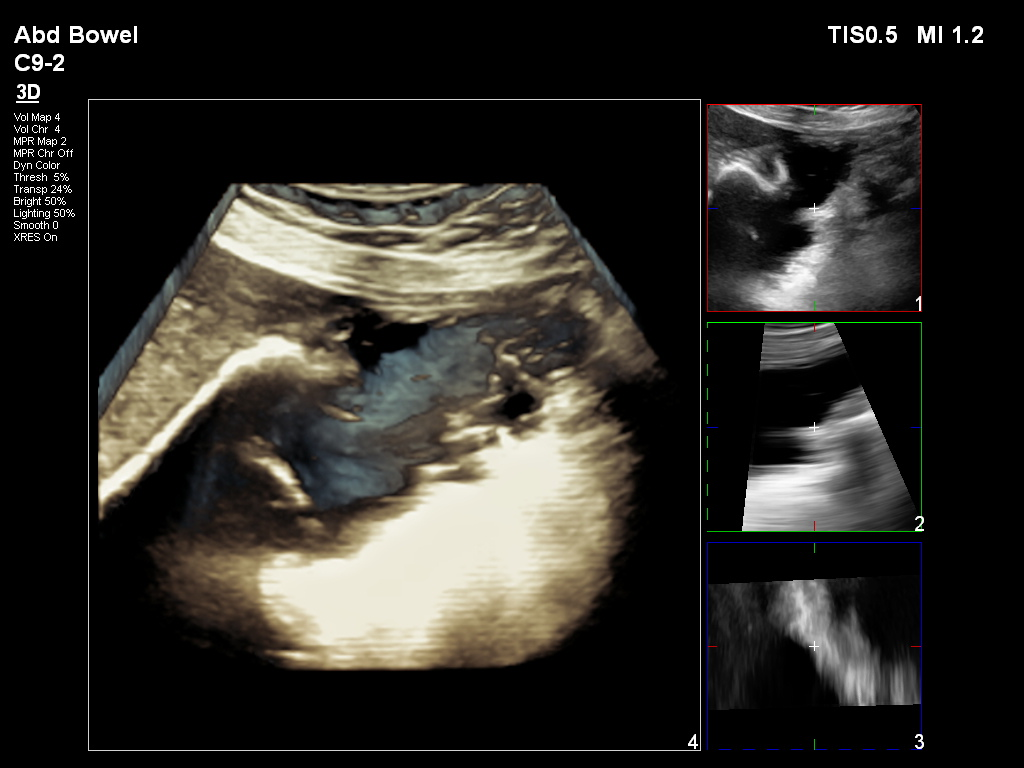 Abd Bowel
TIS0.5 MI 1.2
C9-2
3D
Vol Map 4
Vol Chr 4
MPR Map 2
MPR Chr Off
Dyn Color
Thresh 5%
Transp 24%
Bright 50%
Lighting 50%
Smooth 0
XRES On
1
2
3
4